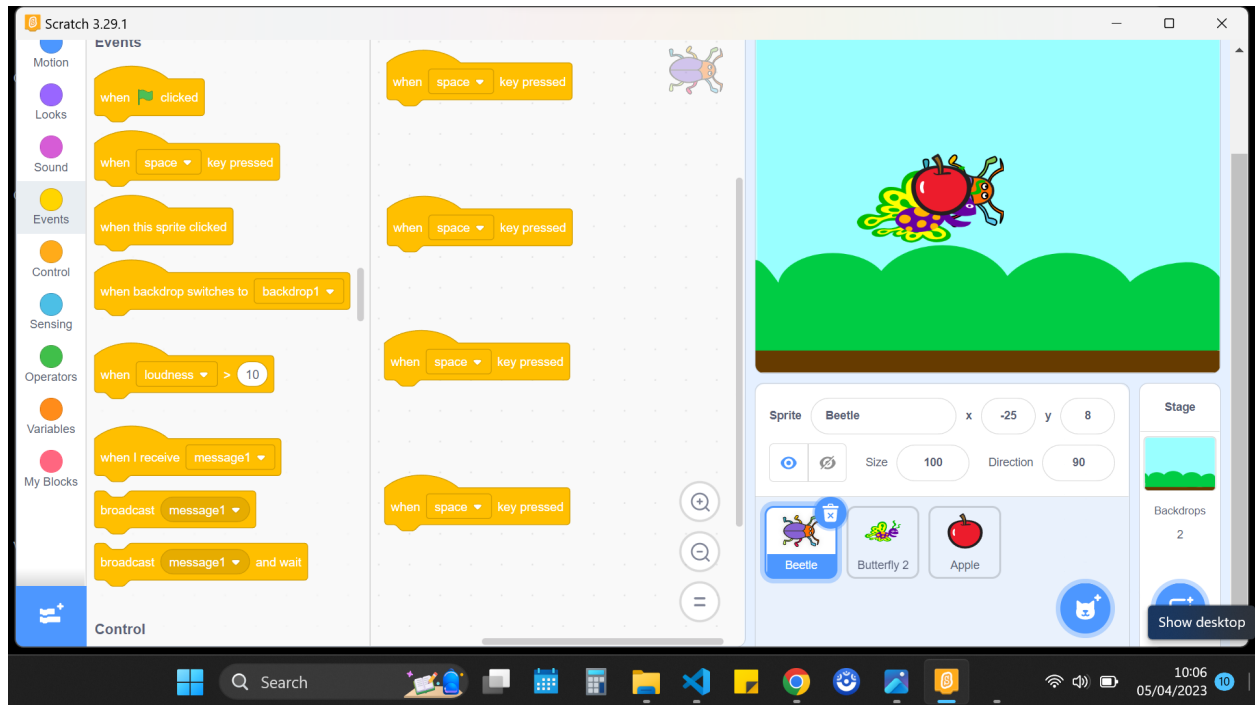 Scratch 3.29.1
Motion
Looks
Sound
Events
Control
Sensing
Operators
Variables
My Blocks
Events
when clicked
when space key pressed
when this sprite clicked
when backdrop switches to backdrop1
when loudness > 10
when I receive message1
broadcast message1
broadcast message1 and wait
Control
when space key pressed
when space key pressed
when space key pressed
when space key pressed
Sprite Beetle x -25 y 8
Size 100 Direction 90
Beetle
Butterfly 2
Apple
Stage
Backdrops
2
Show desktop
Search
10:06
05/04/2023
10